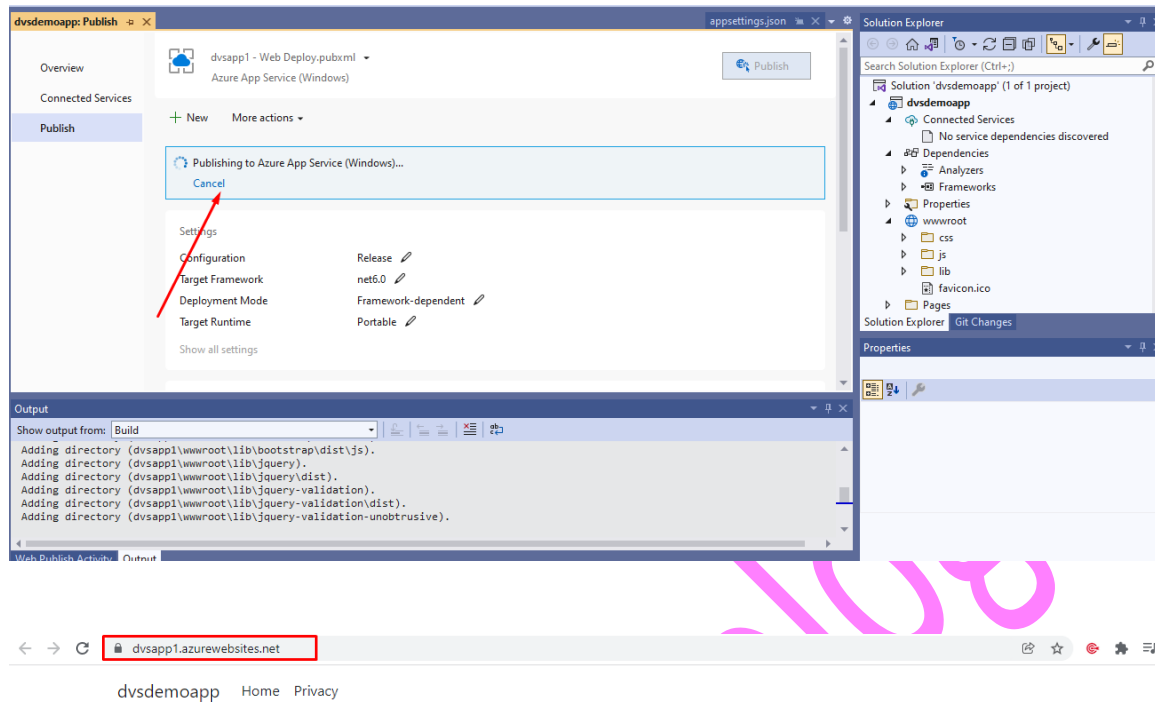 dvsdemoapp: Publish
appsettings.json
Overview
Connected Services
Publish
dvsapp1 - Web Deploy.pubxml
Azure App Service (Windows)
Publish
New More actions
Publishing to Azure App Service (Windows)...
Cancel
Settings
Configuration Release
Target Framework net6.0
Deployment Mode Framework-dependent
Target Runtime Portable
Show all settings
Solution Explorer
Search Solution Explorer (Ctrl+;)
Solution 'dvsdemoapp' (1 of 1 project)
dvsdemoapp
Connected Services
No service dependencies discovered
Dependencies
Analyzers
Frameworks
Properties
wwwroot
css
js
lib
favicon.ico
Pages
Solution Explorer Git Changes
Properties
Output
Show output from: Build
Adding directory (dvsapp1\wwwroot\lib\bootstrap\dist\js).
Adding directory (dvsapp1\wwwroot\lib\jquery).
Adding directory (dvsapp1\wwwroot\lib\jquery\dist).
Adding directory (dvsapp1\wwwroot\lib\jquery-validation).
Adding directory (dvsapp1\wwwroot\lib\jquery-validation\dist).
Adding directory (dvsapp1\wwwroot\lib\jquery-validation-unobtrusive).
Web Publish Activity Output
dvsapp1.azurewebsites.net
dvsdemoapp Home Privacy